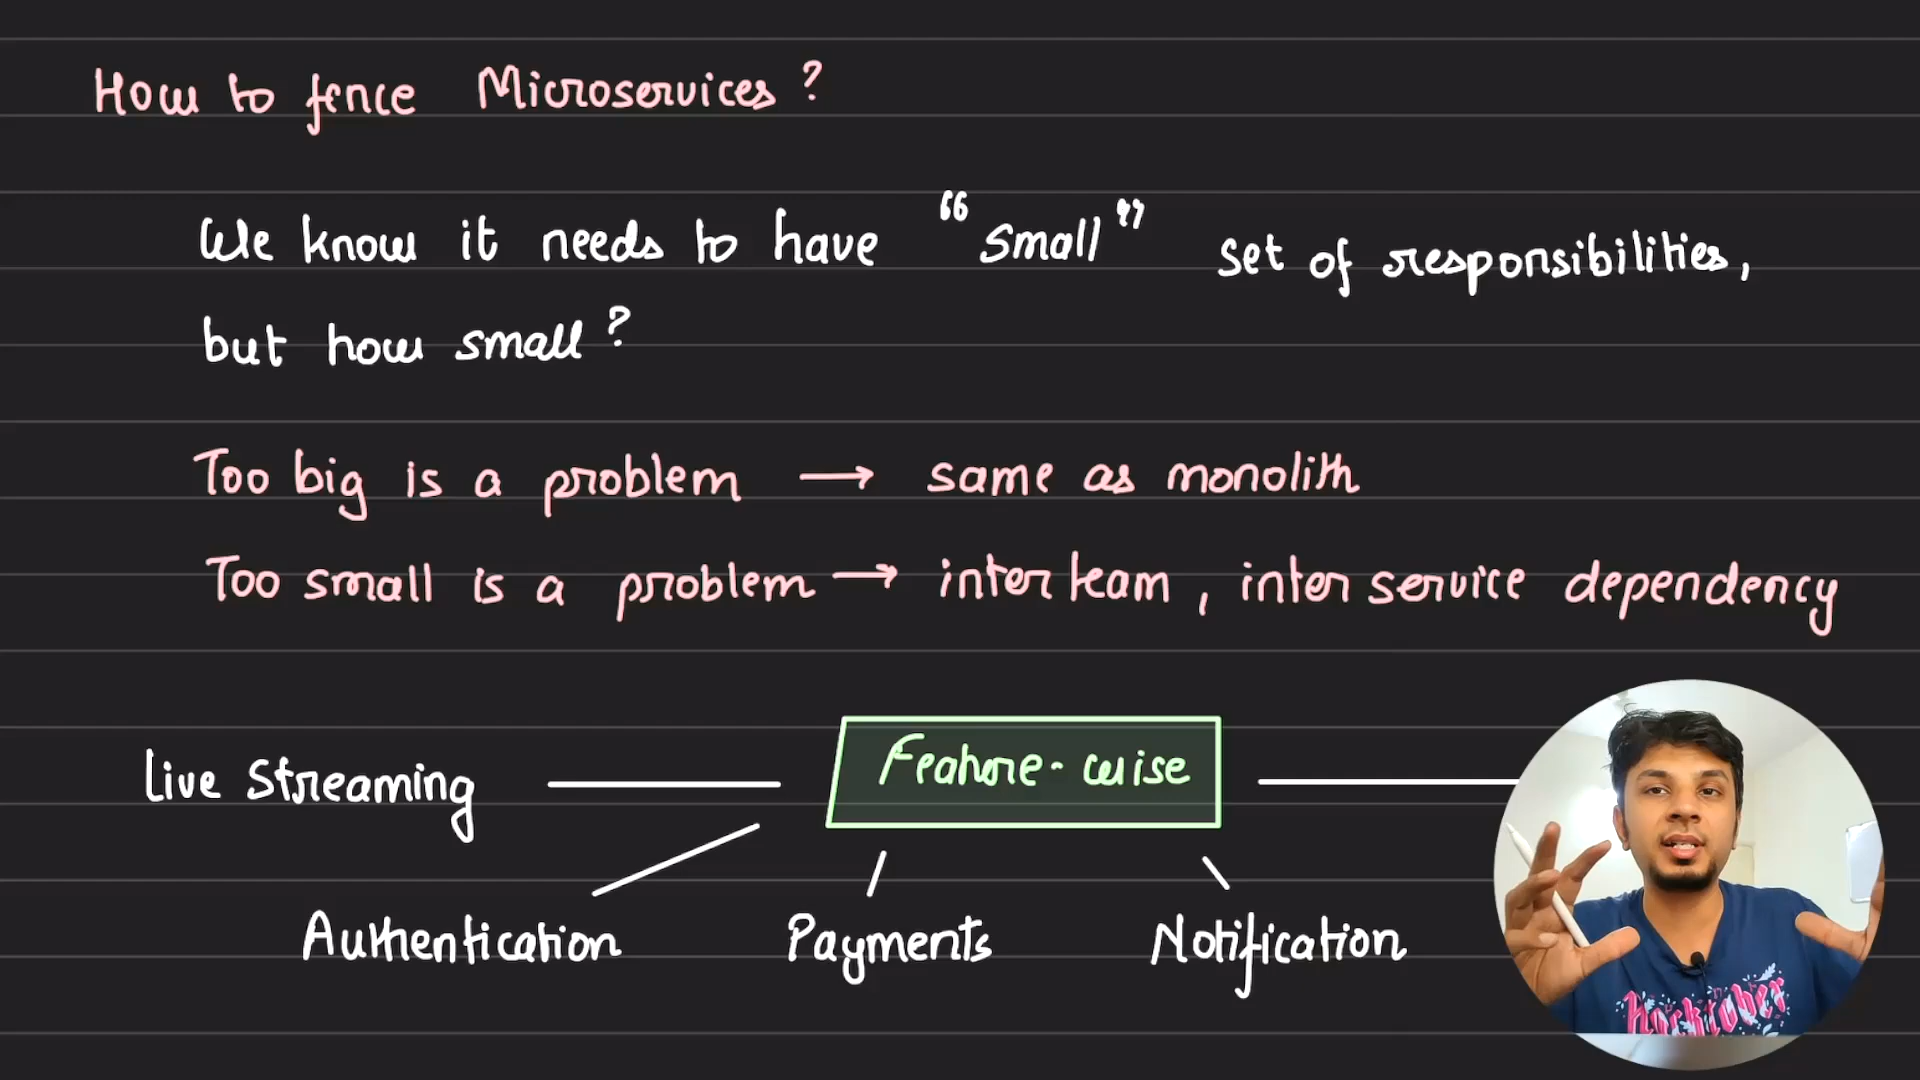 How to fence Microservices?
We know it needs to have "small" set of responsibilities,
but how small?
Too big is a problem → same as monolith
Too small is a problem → inter team, inter service dependency
Live Streaming
Feature-wise
Authentication Payments Notification
Hacktober